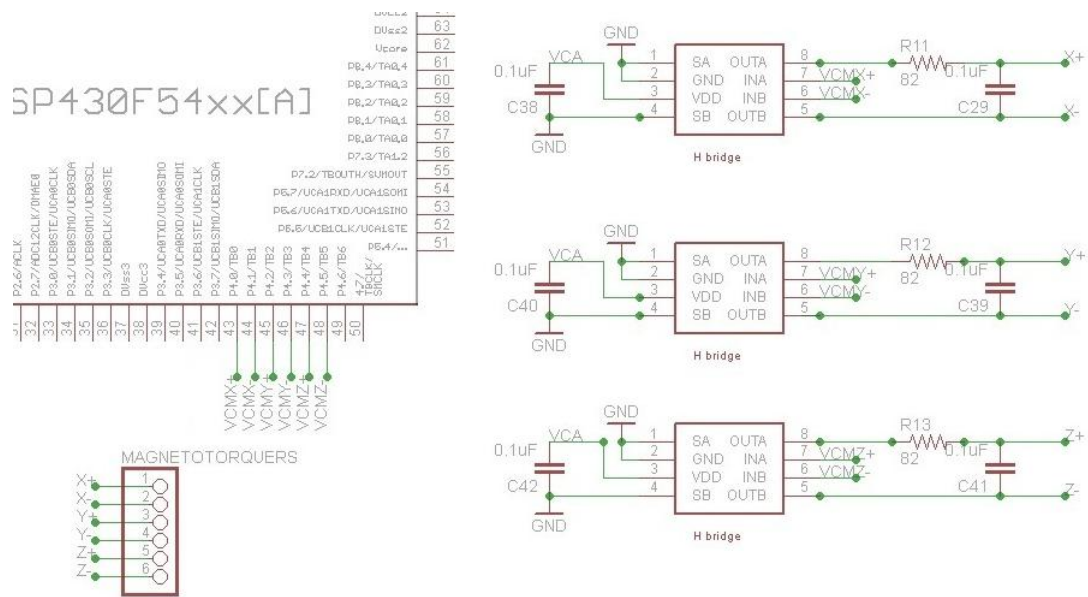 DVss2 63
Vcore 62
P8.4/TA0.4 61
P8.3/TA0.3 60
P8.2/TA0.2 59
P8.1/TA0.1 58
P8.0/TA0.0 57
P7.3/TA1.2 56
P7.2/TB0UTH/SVMOUT 55
P5.7/UCA1RXD/UCA1SOMI 54
P5.6/UCA1TXD/UCA1SIMO 53
P5.5/UCB1CLK/UCA1STE 52
P5.4/... 51
SP430F54xx[A]
P2.6/ACLK
P2.7/ADC12CLK/DMAE0
P3.0/UCB0STE/UCA0CLK
P3.1/UCB0SIMO/UCB0SDA
P3.2/UCB0SOMI/UCB0SCL
P3.3/UCB0CLK/UCA0STE
DVss3
DVcc3
P3.4/UCA0TXD/UCA0SIMO
P3.5/UCA0RXD/UCA0SOMI
P3.6/UCB1STE/UCA1CLK
P3.7/UCB1SIMO/UCB1SDA
P4.0/TB0
P4.1/TB1
P4.2/TB2
P4.3/TB3
P4.4/TB4
P4.5/TB5
P4.6/TB6
4.7/
TBCLK/
SMCLK
32 33 34 35 36 37 38 39 40 41 42 43 44 45 46 47 48 49 50
VCMX+
VCMX-
VCMY+
VCMY-
VCMZ+
VCMZ-
MAGNETOTORQUERS
X+ 1
X- 2
Y+ 3
Y- 4
Z+ 5
Z- 6
GND
VCA
0.1uF
C38
GND
1 SA OUTA 8
2 GND INA 7 VCMX+
3 VDD INB 6 VCMX-
4 SB OUTB 5
H bridge
R11
82
0.1uF
C29
X+
X-
GND
VCA
0.1uF
C40
GND
1 SA OUTA 8
2 GND INA 7 VCMY+
3 VDD INB 6 VCMY-
4 SB OUTB 5
H bridge
R12
82
0.1uF
C39
Y+
Y-
GND
VCA
0.1uF
C42
GND
1 SA OUTA 8
2 GND INA 7 VCMZ+
3 VDD INB 6 VCMZ-
4 SB OUTB 5
H bridge
R13
82
0.1uF
C41
Z+
Z-